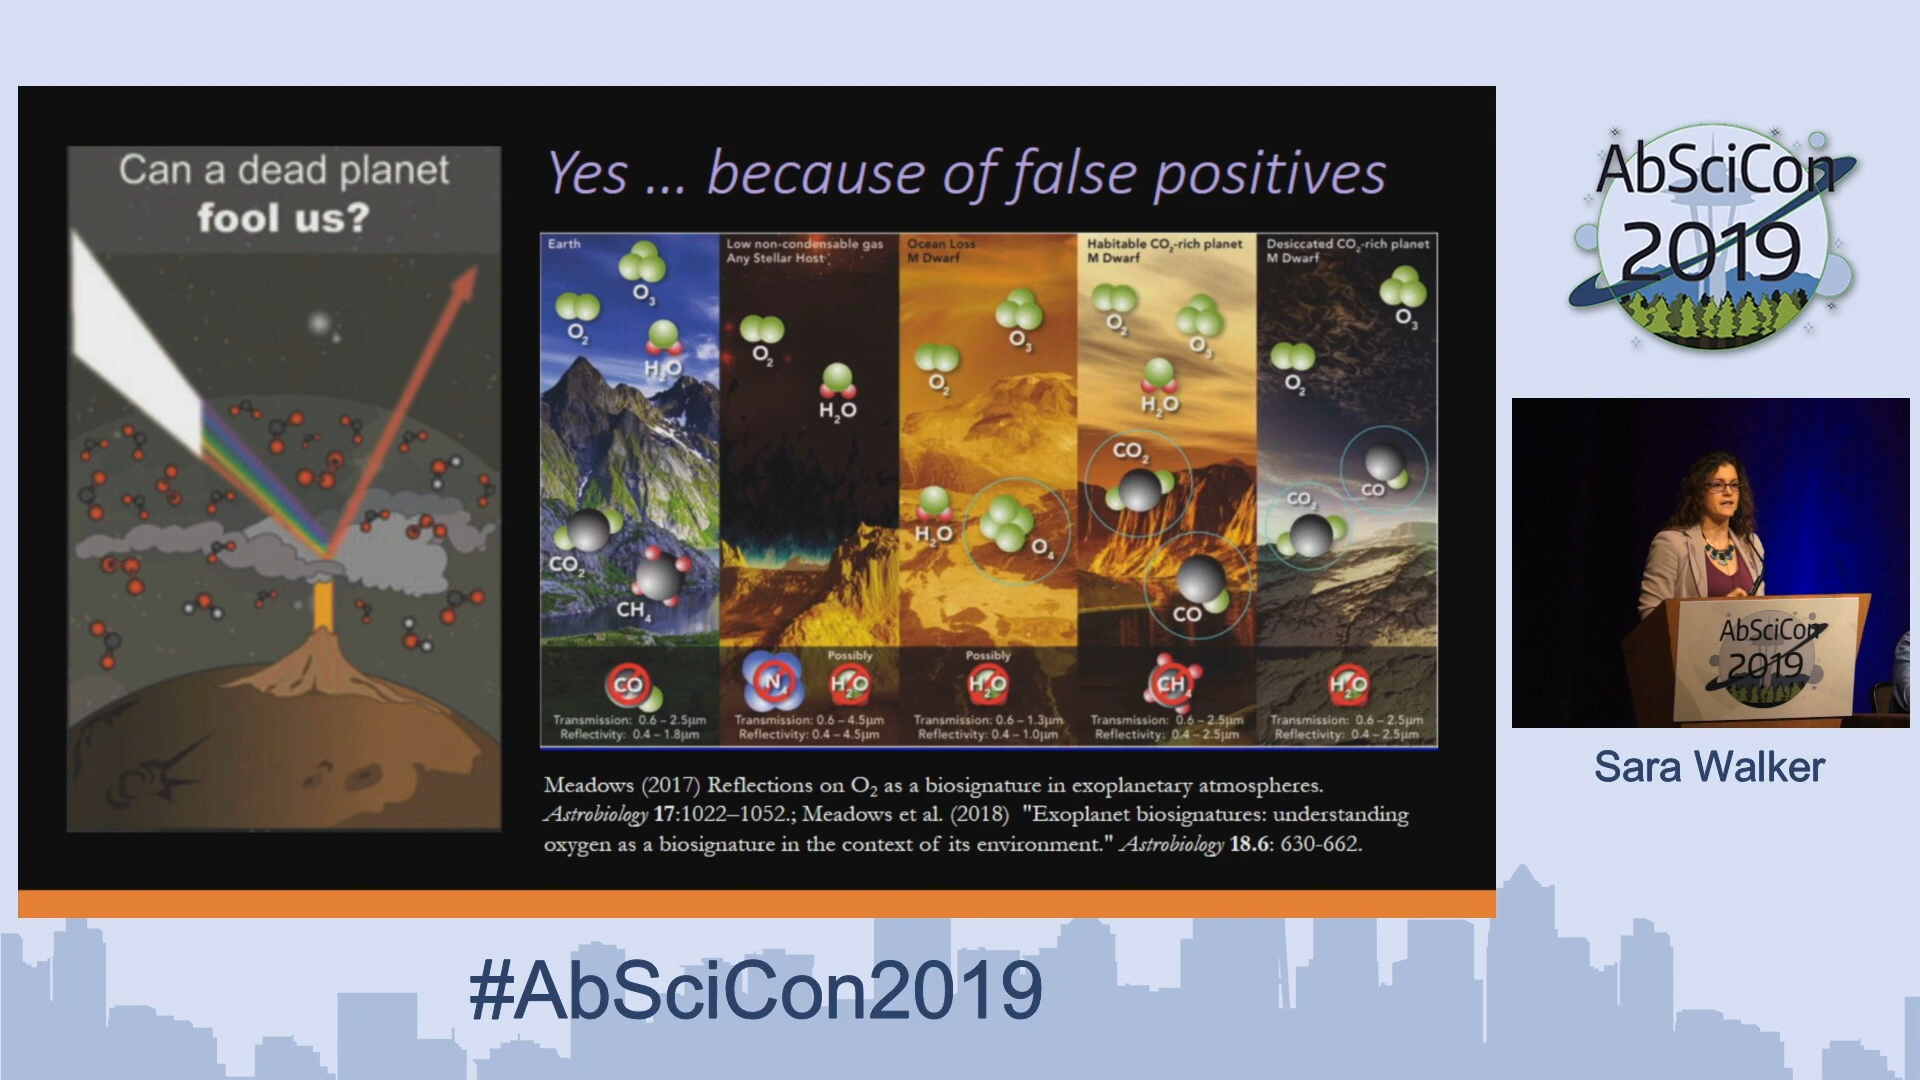 Can a dead planet
fool us?
Yes ... because of false positives
Earth
O3
O2
H2O
CO2
CH4
CO
Transmission: 0.6 – 2.5µm
Reflectivity: 0.4 – 1.8µm
Low non-condensable gas
Any Stellar Host
O2
H2O
N4
Possibly
H2O
Transmission: 0.6 – 4.5µm
Reflectivity: 0.4 – 4.5µm
Ocean Loss
M Dwarf
O3
O2
H2O
O4
Possibly
H2O
Transmission: 0.6 – 1.3µm
Reflectivity: 0.4 – 1.0µm
Habitable CO2-rich planet
M Dwarf
O2
O3
H2O
CO2
CO
CH4
Transmission: 0.6 – 2.5µm
Reflectivity: 0.4 – 2.5µm
Desiccated CO2-rich planet
M Dwarf
O3
O2
CO
CO2
H2O
Transmission: 0.6 – 2.5µm
Reflectivity: 0.4 – 2.5µm
Meadows (2017) Reflections on O2 as a biosignature in exoplanetary atmospheres.
Astrobiology 17:1022–1052.; Meadows et al. (2018) "Exoplanet biosignatures: understanding
oxygen as a biosignature in the context of its environment." Astrobiology 18.6: 630-662.
AbSciCon
2019
AbSciCon
2019
Sara Walker
#AbSciCon2019